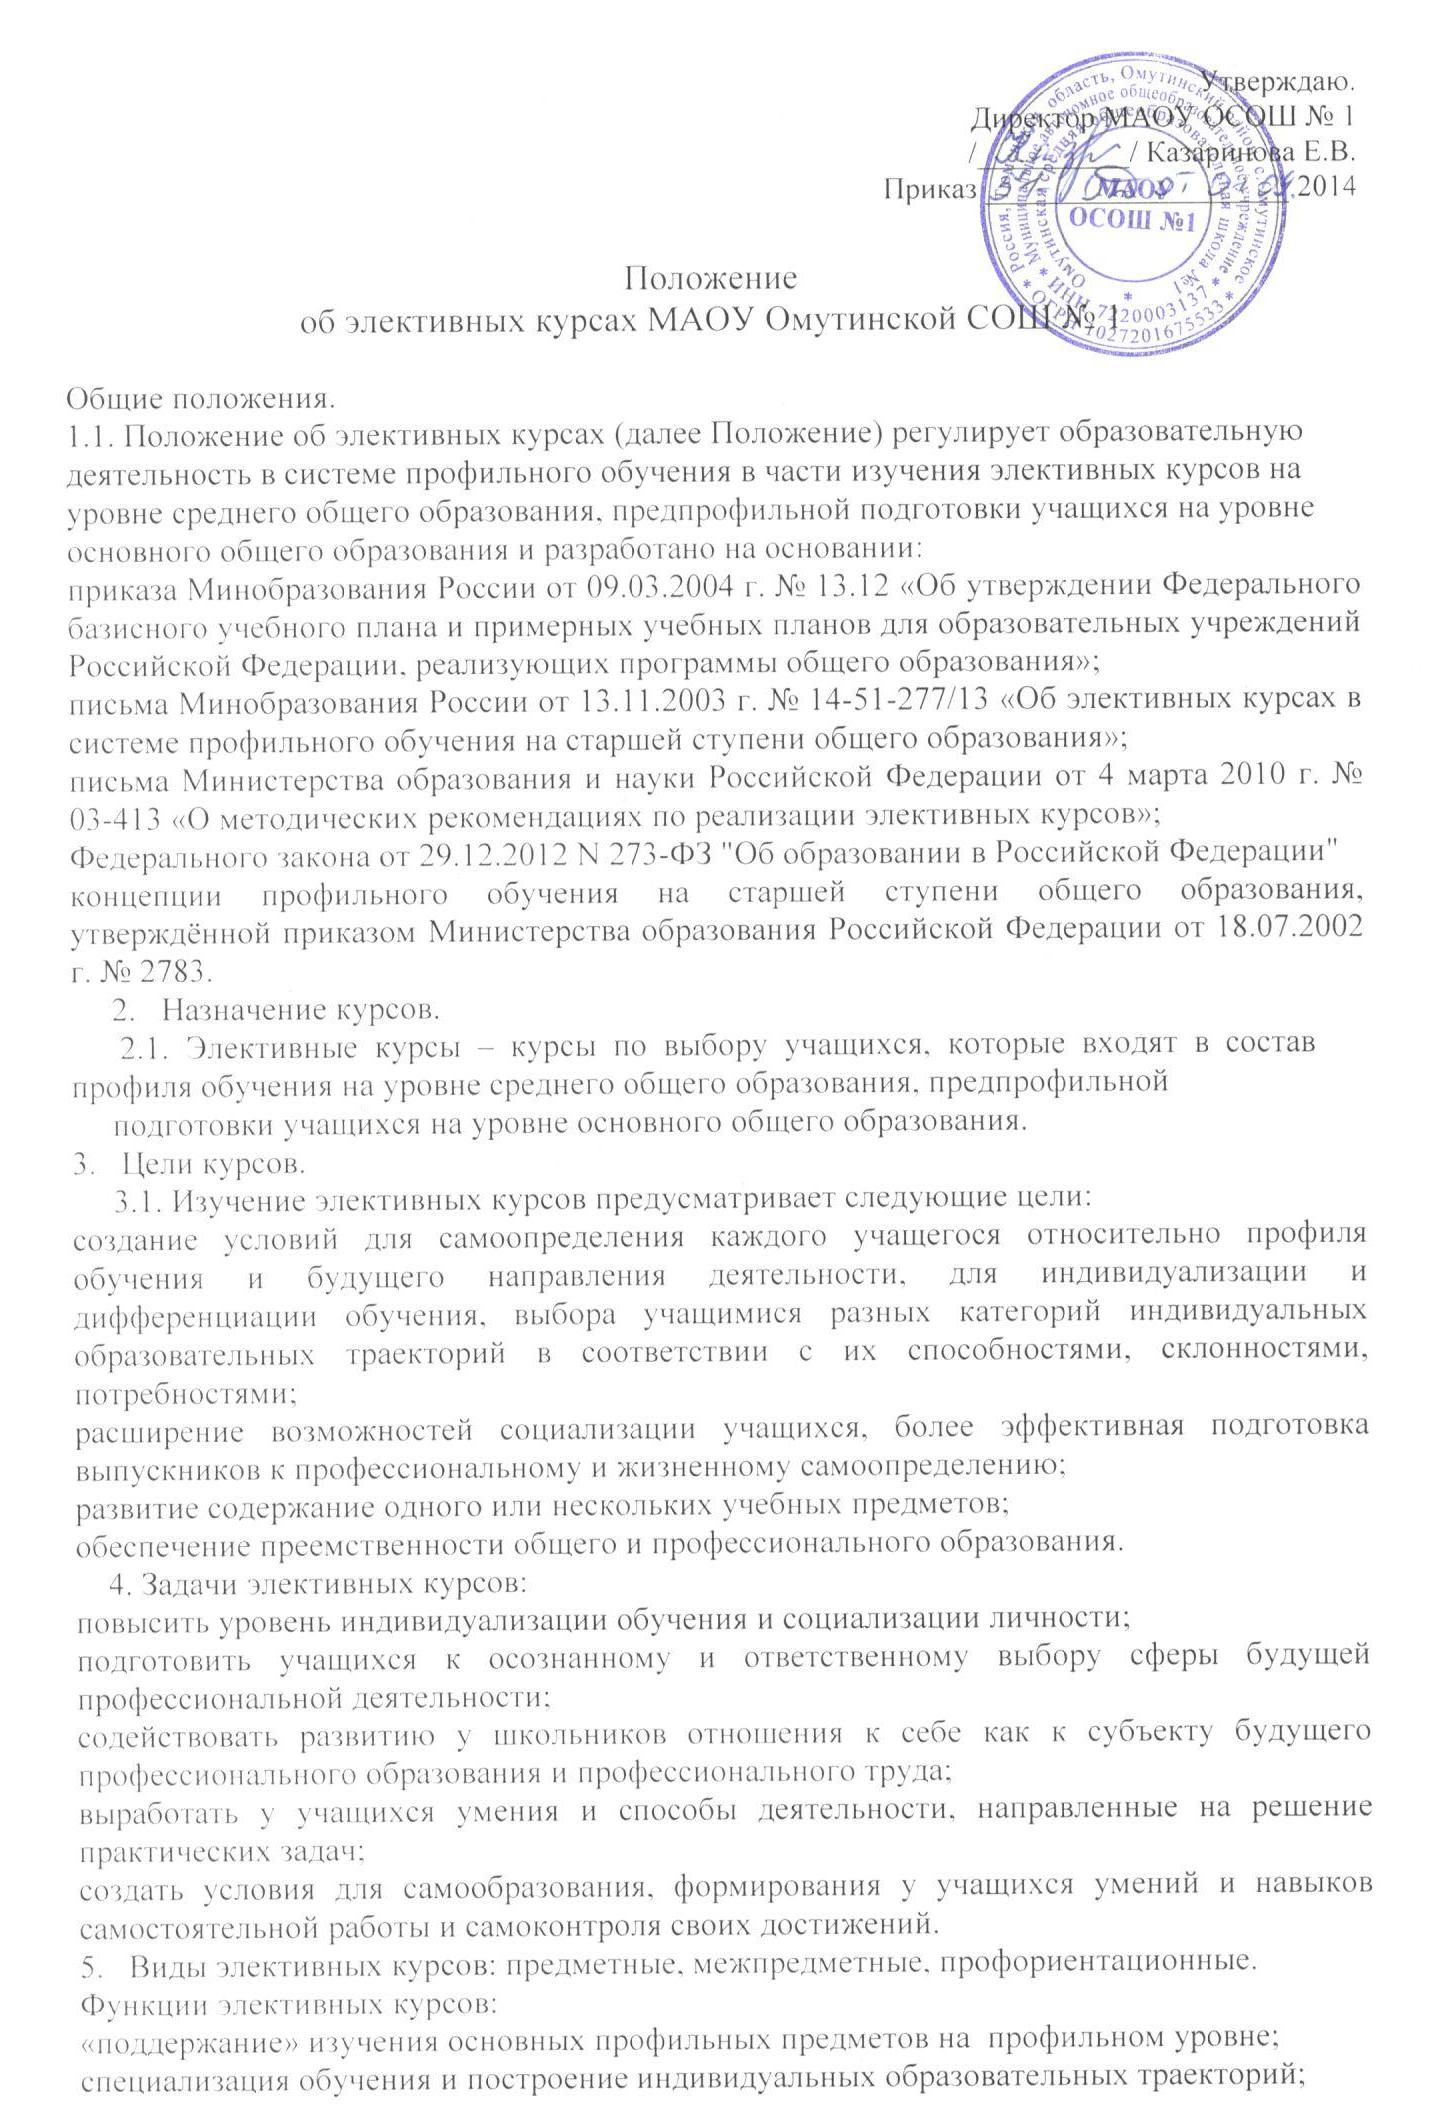 Утверждаю.
Директор МАОУ ОСОШ № 1
/ / Казаринова Е.В.
Приказ .2014
МАОУ
ОСОШ №1
* ИНН 7220003137 *
* ОГРН 1027201675533 *
Положение
об элективных курсах МАОУ Омутинской СОШ № 1
Общие положения.
1.1. Положение об элективных курсах (далее Положение) регулирует образовательную
деятельность в системе профильного обучения в части изучения элективных курсов на
уровне среднего общего образования, предпрофильной подготовки учащихся на уровне
основного общего образования и разработано на основании:
приказа Минобразования России от 09.03.2004 г. № 13.12 «Об утверждении Федерального
базисного учебного плана и примерных учебных планов для образовательных учреждений
Российской Федерации, реализующих программы общего образования»;
письма Минобразования России от 13.11.2003 г. № 14-51-277/13 «Об элективных курсах в
системе профильного обучения на старшей ступени общего образования»;
письма Министерства образования и науки Российской Федерации от 4 марта 2010 г. №
03-413 «О методических рекомендациях по реализации элективных курсов»;
Федерального закона от 29.12.2012 N 273-ФЗ "Об образовании в Российской Федерации"
концепции профильного обучения на старшей ступени общего образования,
утверждённой приказом Министерства образования Российской Федерации от 18.07.2002
г. № 2783.
2. Назначение курсов.
2.1. Элективные курсы – курсы по выбору учащихся, которые входят в состав
профиля обучения на уровне среднего общего образования, предпрофильной
подготовки учащихся на уровне основного общего образования.
3. Цели курсов.
3.1. Изучение элективных курсов предусматривает следующие цели:
создание условий для самоопределения каждого учащегося относительно профиля
обучения и будущего направления деятельности, для индивидуализации и
дифференциации обучения, выбора учащимися разных категорий индивидуальных
образовательных траекторий в соответствии с их способностями, склонностями,
потребностями;
расширение возможностей социализации учащихся, более эффективная подготовка
выпускников к профессиональному и жизненному самоопределению;
развитие содержание одного или нескольких учебных предметов;
обеспечение преемственности общего и профессионального образования.
4. Задачи элективных курсов:
повысить уровень индивидуализации обучения и социализации личности;
подготовить учащихся к осознанному и ответственному выбору сферы будущей
профессиональной деятельности;
содействовать развитию у школьников отношения к себе как к субъекту будущего
профессионального образования и профессионального труда;
выработать у учащихся умения и способы деятельности, направленные на решение
практических задач;
создать условия для самообразования, формирования у учащихся умений и навыков
самостоятельной работы и самоконтроля своих достижений.
5. Виды элективных курсов: предметные, межпредметные, профориентационные.
Функции элективных курсов:
«поддержание» изучения основных профильных предметов на профильном уровне;
специализация обучения и построение индивидуальных образовательных траекторий;